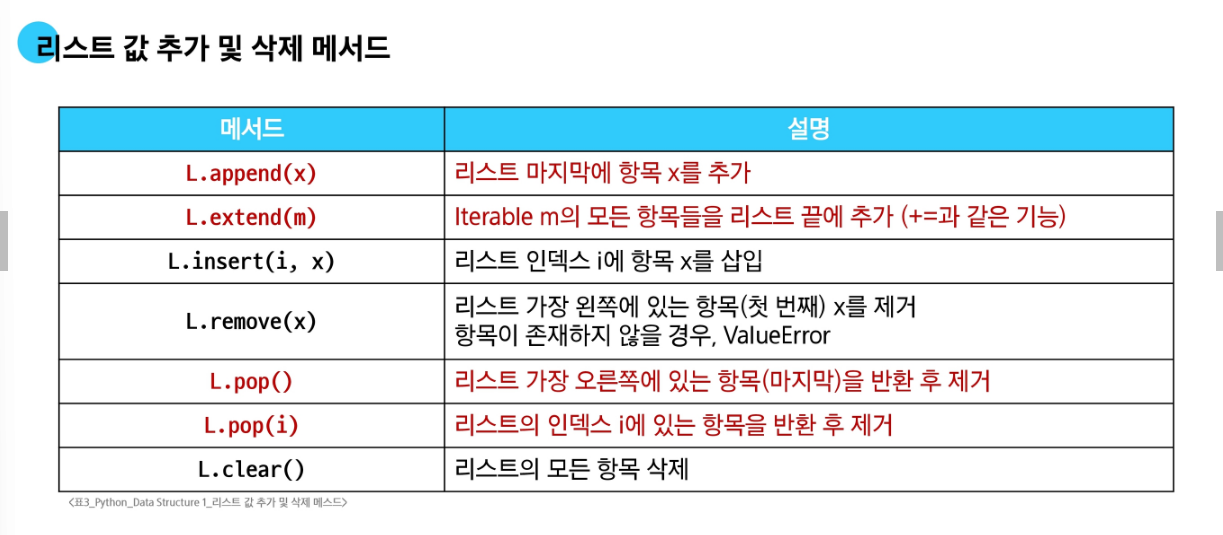 리스트 값 추가 및 삭제 메서드
메서드 설명
L.append(x) 리스트 마지막에 항목 x를 추가
L.extend(m) Iterable m의 모든 항목들을 리스트 끝에 추가 (+=과 같은 기능)
L.insert(i, x) 리스트 인덱스 i에 항목 x를 삽입
L.remove(x) 리스트 가장 왼쪽에 있는 항목(첫 번째) x를 제거
항목이 존재하지 않을 경우, ValueError
L.pop() 리스트 가장 오른쪽에 있는 항목(마지막)을 반환 후 제거
L.pop(i) 리스트의 인덱스 i에 있는 항목을 반환 후 제거
L.clear() 리스트의 모든 항목 삭제
<표3_Python_Data Structure 1_리스트 값 추가 및 삭제 메스드>